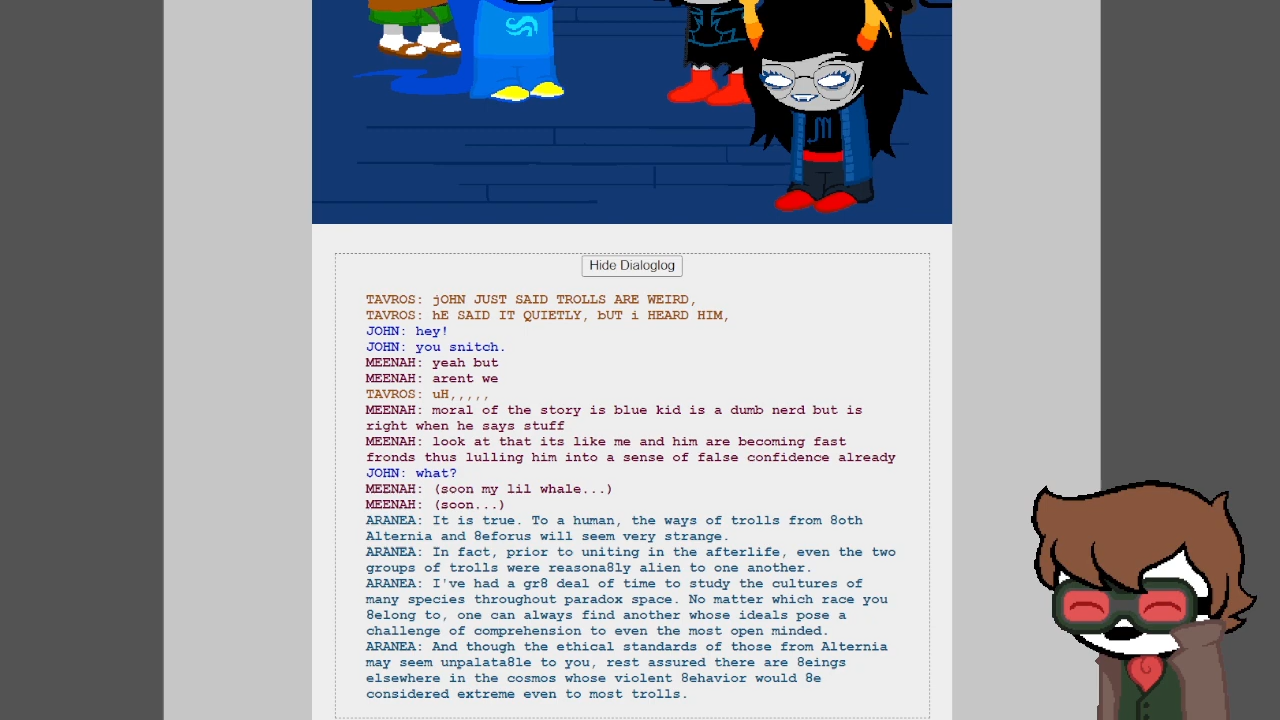 Hide Dialoglog
TAVROS: jOHN JUST SAID TROLLS ARE WEIRD,
TAVROS: hE SAID IT QUIETLY, bUT i HEARD HIM,
JOHN: hey!
JOHN: you snitch.
MEENAH: yeah but
MEENAH: arent we
TAVROS: uH,,,,,
MEENAH: moral of the story is blue kid is a dumb nerd but is
right when he says stuff
MEENAH: look at that its like me and him are becoming fast
fronds thus lulling him into a sense of false confidence already
JOHN: what?
MEENAH: (soon my lil whale...)
MEENAH: (soon...)
ARANEA: It is true. To a human, the ways of trolls from 8oth
Alternia and 8eforus will seem very strange.
ARANEA: In fact, prior to uniting in the afterlife, even the two
groups of trolls were reasona8ly alien to one another.
ARANEA: I've had a gr8 deal of time to study the cultures of
many species throughout paradox space. No matter which race you
8elong to, one can always find another whose ideals pose a
challenge of comprehension to even the most open minded.
ARANEA: And though the ethical standards of those from Alternia
may seem unpalata8le to you, rest assured there are 8eings
elsewhere in the cosmos whose violent 8ehavior would 8e
considered extreme even to most trolls.